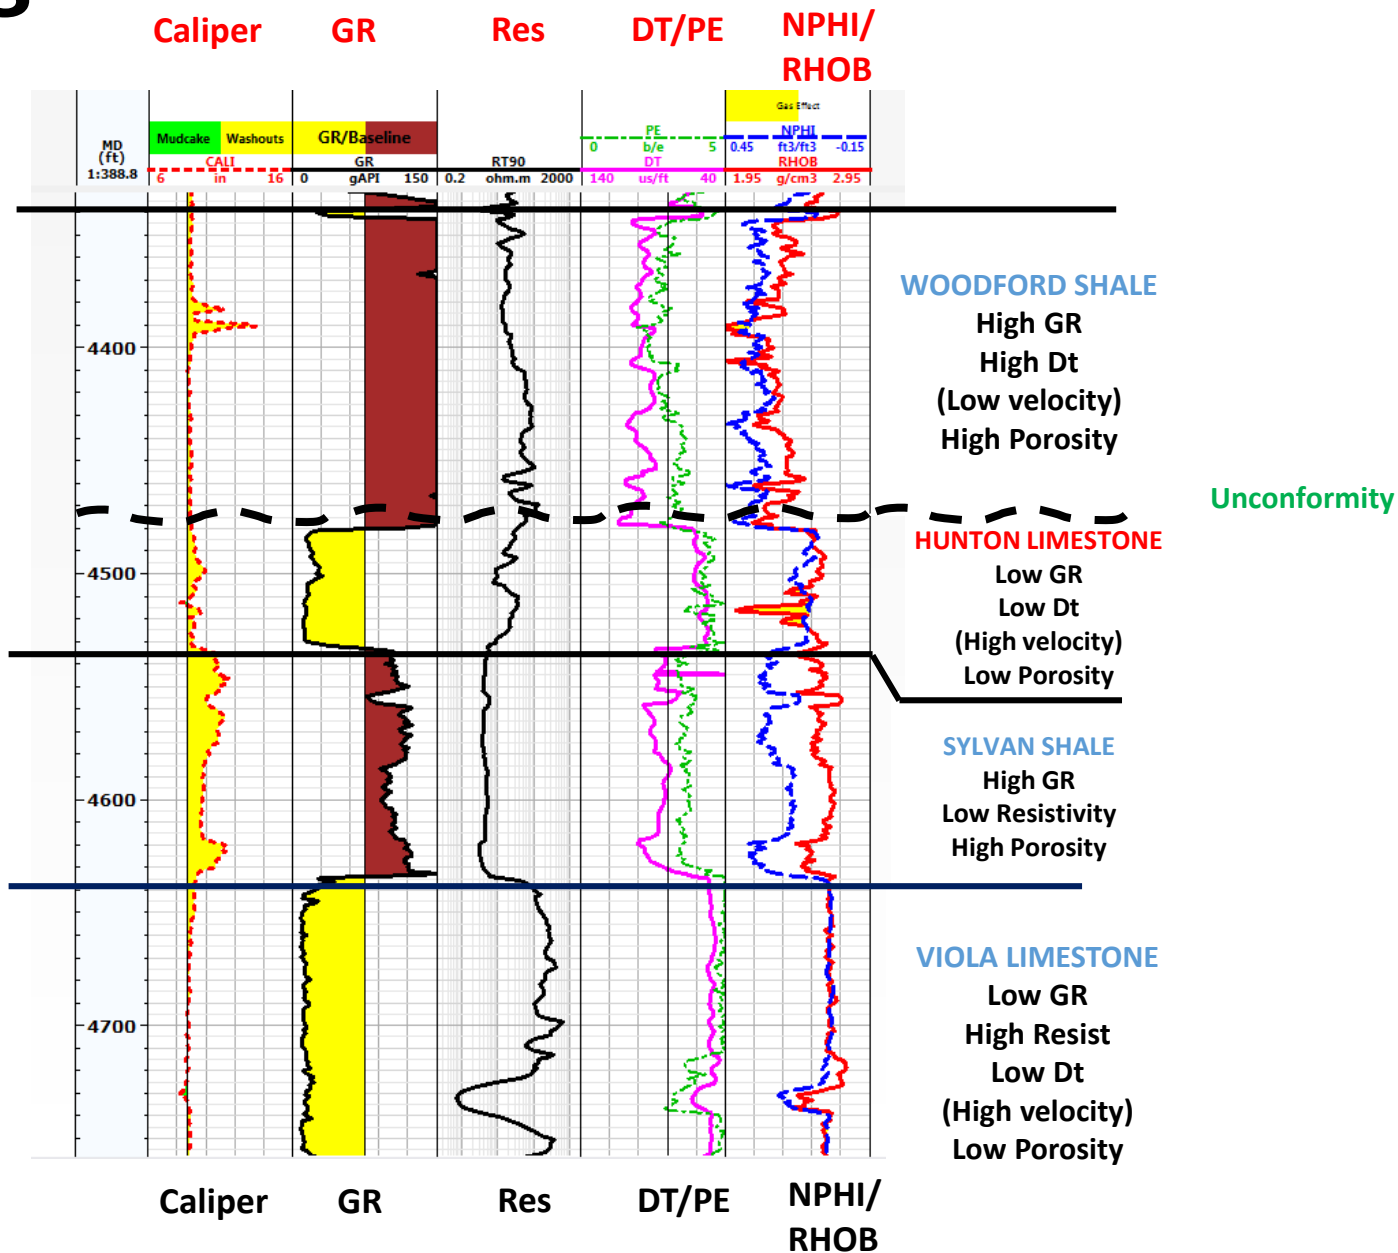 Caliper GR Res DT/PE NPHI/
RHOB
Gas Effect
Mudcake Washouts GR/Baseline PE NPHI
0 b/e 5 0.45 ft3/ft3 -0.15
MD
(ft)
1:388.8
CALI GR RT90 DT RHOB
6 in 16 0 gAPI 150 0.2 ohm.m 2000 140 us/ft 40 1.95 g/cm3 2.95
WOODFORD SHALE
High GR
High Dt
(Low velocity)
High Porosity
4400
Unconformity
HUNTON LIMESTONE
Low GR
Low Dt
(High velocity)
Low Porosity
4500
SYLVAN SHALE
High GR
Low Resistivity
High Porosity
4600
VIOLA LIMESTONE
Low GR
High Resist
Low Dt
(High velocity)
Low Porosity
4700
Caliper GR Res DT/PE NPHI/
RHOB